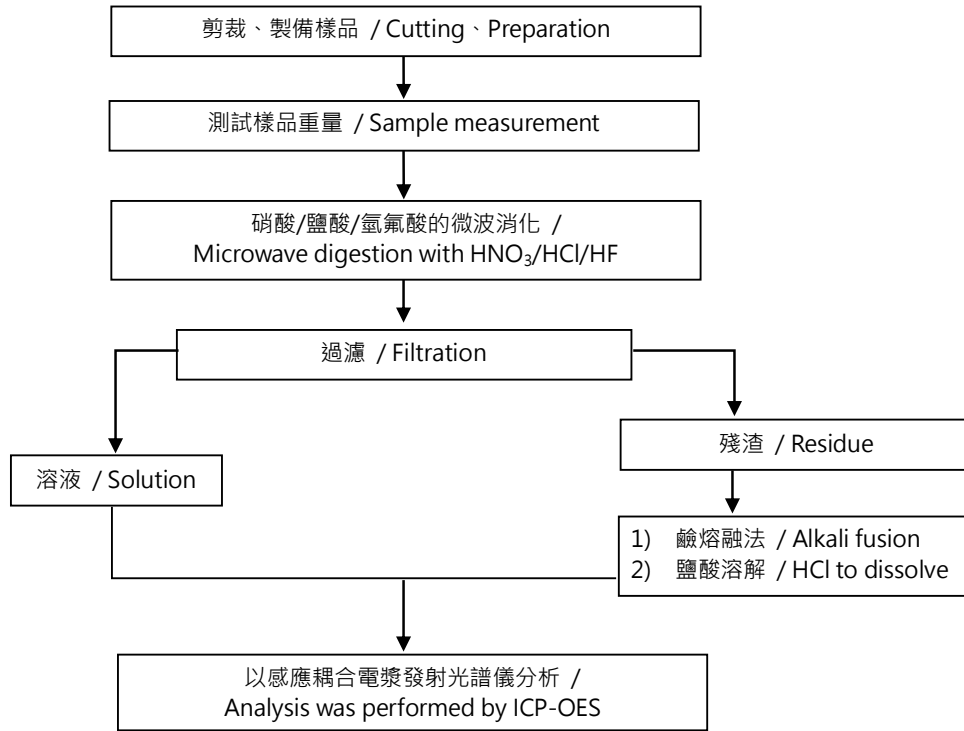 剪裁、製備樣品 / Cutting、Preparation
測試樣品重量 / Sample measurement
硝酸/鹽酸/氫氟酸的微波消化 /
Microwave digestion with HNO₃/HCl/HF
過濾 / Filtration
溶液 / Solution
殘渣 / Residue
1) 鹼熔融法 / Alkali fusion
2) 鹽酸溶解 / HCl to dissolve
以感應耦合電漿發射光譜儀分析 /
Analysis was performed by ICP-OES